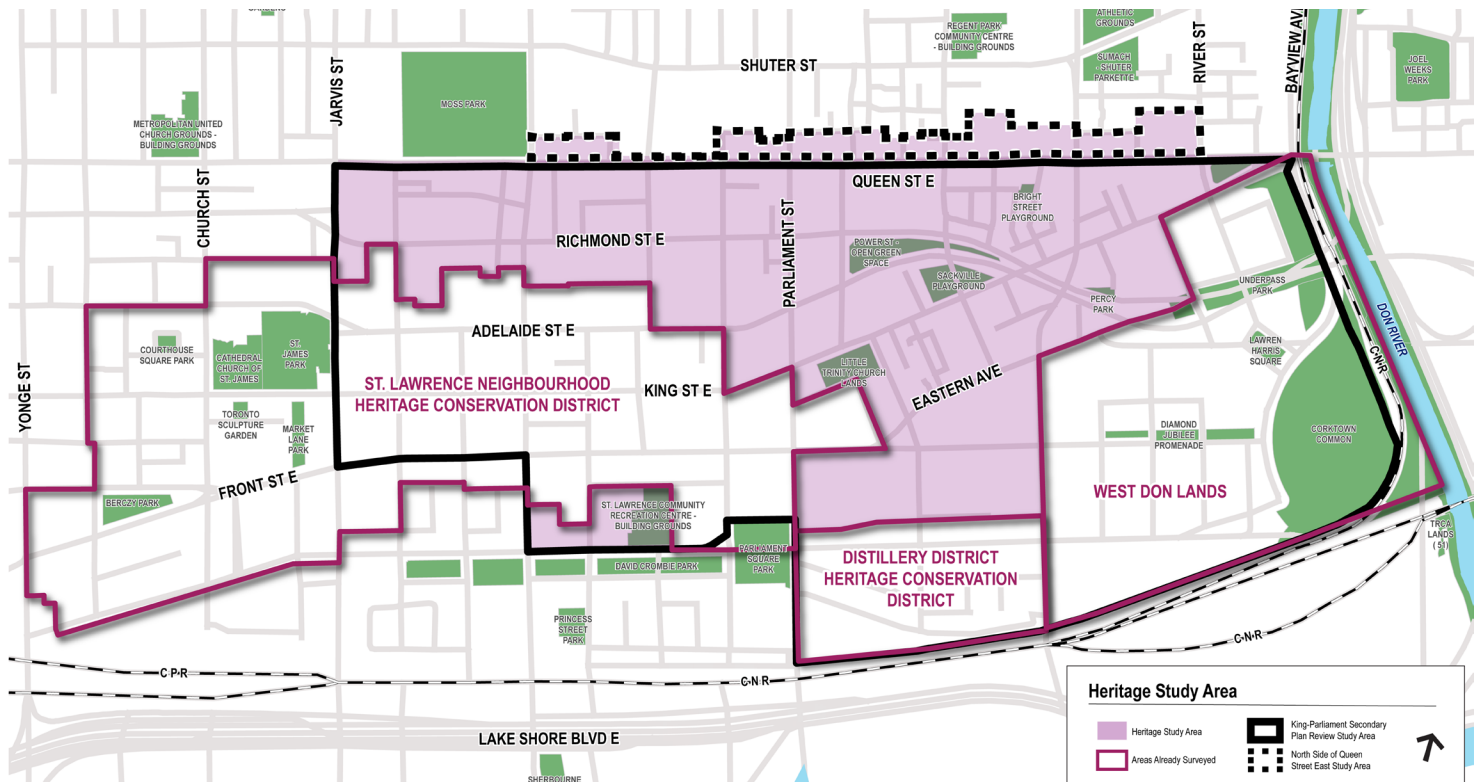 REGENT PARK
COMMUNITY CENTRE
- BUILDING GROUNDS
ATHLETIC
GROUNDS
SUMACH
- SHUTER
PARKETTE
RIVER ST
BAYVIEW AV
JOEL
WEEKS
PARK
SHUTER ST
JARVIS ST
MOSS PARK
METROPOLITAN UNITED
CHURCH GROUNDS -
BUILDING GROUNDS
CHURCH ST
QUEEN ST E
BRIGHT
STREET
PLAYGROUND
PARLIAMENT ST
RICHMOND ST E
POWER ST -
OPEN GREEN
SPACE
SACKVILLE
PLAYGROUND
PERCY
PARK
UNDERPASS
PARK
DON RIVER
C-N-R
LAWREN
HARRIS
SQUARE
ADELAIDE ST E
COURTHOUSE
SQUARE PARK
CATHEDRAL
CHURCH OF
ST. JAMES
ST.
JAMES
PARK
YONGE ST
ST. LAWRENCE NEIGHBOURHOOD
HERITAGE CONSERVATION DISTRICT
KING ST E
LITTLE
TRINITY CHURCH
LANDS
EASTERN AVE
TORONTO
SCULPTURE
GARDEN
MARKET
LANE
PARK
DIAMOND
JUBILEE
PROMENADE
CORKTOWN
COMMON
FRONT ST E
BERCZY PARK
WEST DON LANDS
ST. LAWRENCE COMMUNITY
RECREATION CENTRE -
BUILDING GROUNDS
TRCA
LANDS
( 51)
PARLIAMENT
SQUARE
PARK
DAVID CROMBIE PARK
DISTILLERY DISTRICT
HERITAGE CONSERVATION
DISTRICT
PRINCESS
STREET
PARK
C P R
C N R
C-N-R
LAKE SHORE BLVD E
SHERBOURNE
Heritage Study Area
Heritage Study Area
Areas Already Surveyed
King-Parliament Secondary
Plan Review Study Area
North Side of Queen
Street East Study Area